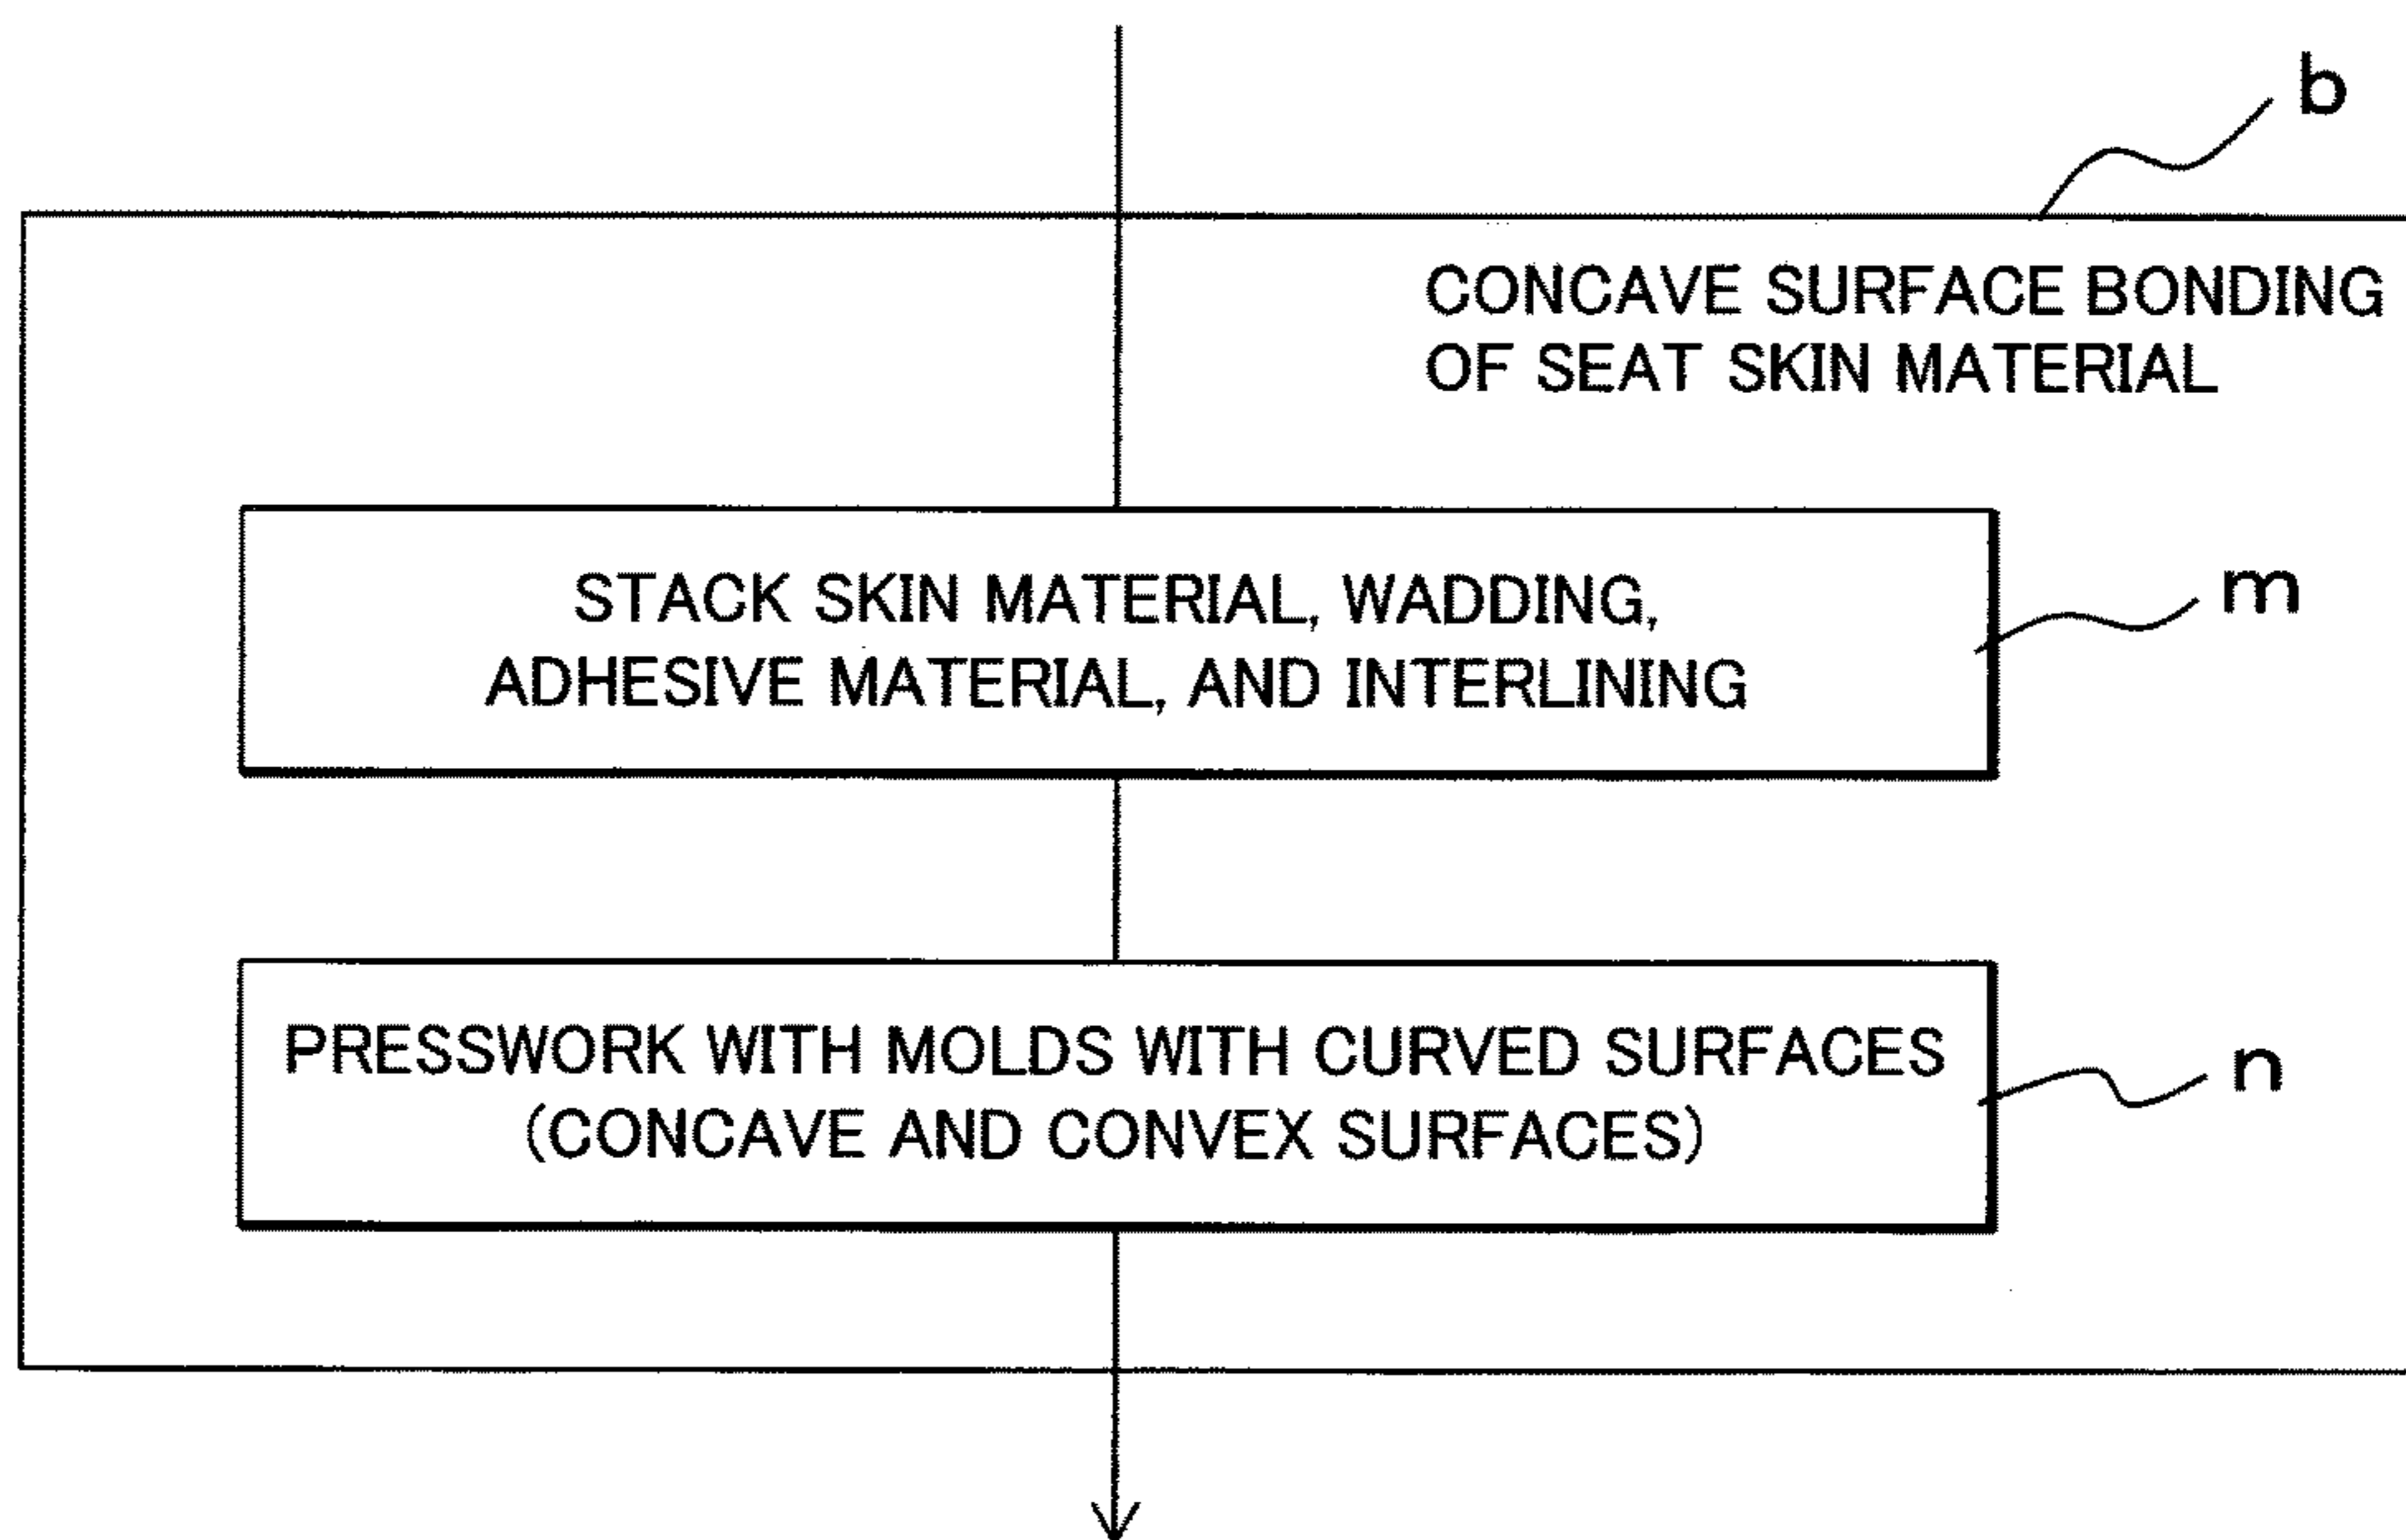 b
CONCAVE SURFACE BONDING
OF SEAT SKIN MATERIAL
STACK SKIN MATERIAL, WADDING,
ADHESIVE MATERIAL, AND INTERLINING
m
PRESSWORK WITH MOLDS WITH CURVED SURFACES
(CONCAVE AND CONVEX SURFACES)
n